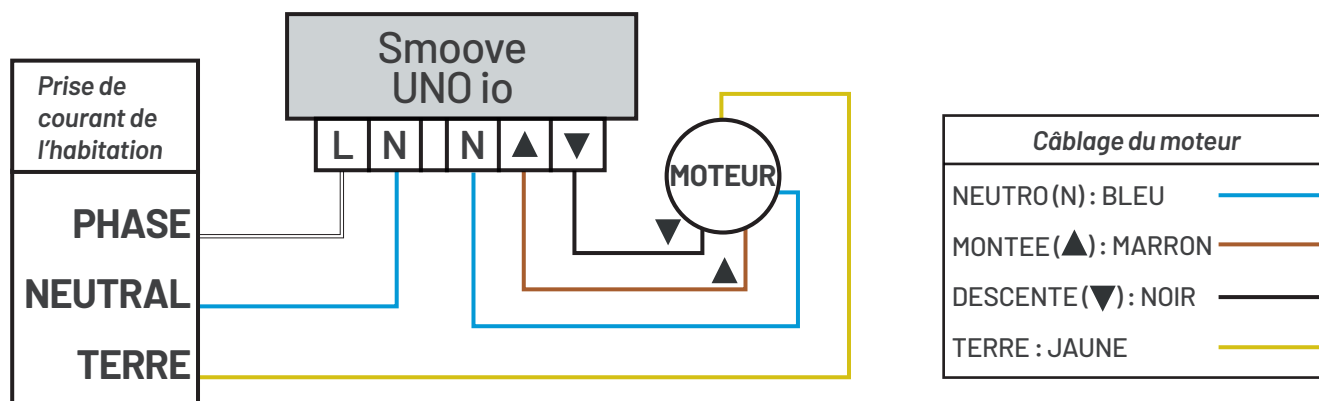 Smoove
UNO io
Prise de
courant de
l'habitation
L N N ▲ ▼
PHASE
NEUTRAL
TERRE
MOTEUR
▼
▲
Câblage du moteur
NEUTRO (N) : BLEU
MONTEE (▲) : MARRON
DESCENTE (▼) : NOIR
TERRE : JAUNE